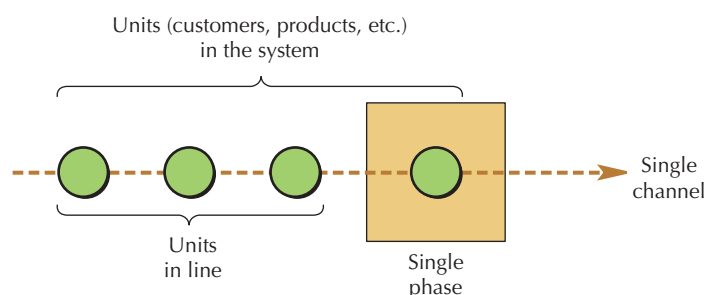 Units (customers, products, etc.)
in the system
Single
channel
Units
in line
Single
phase